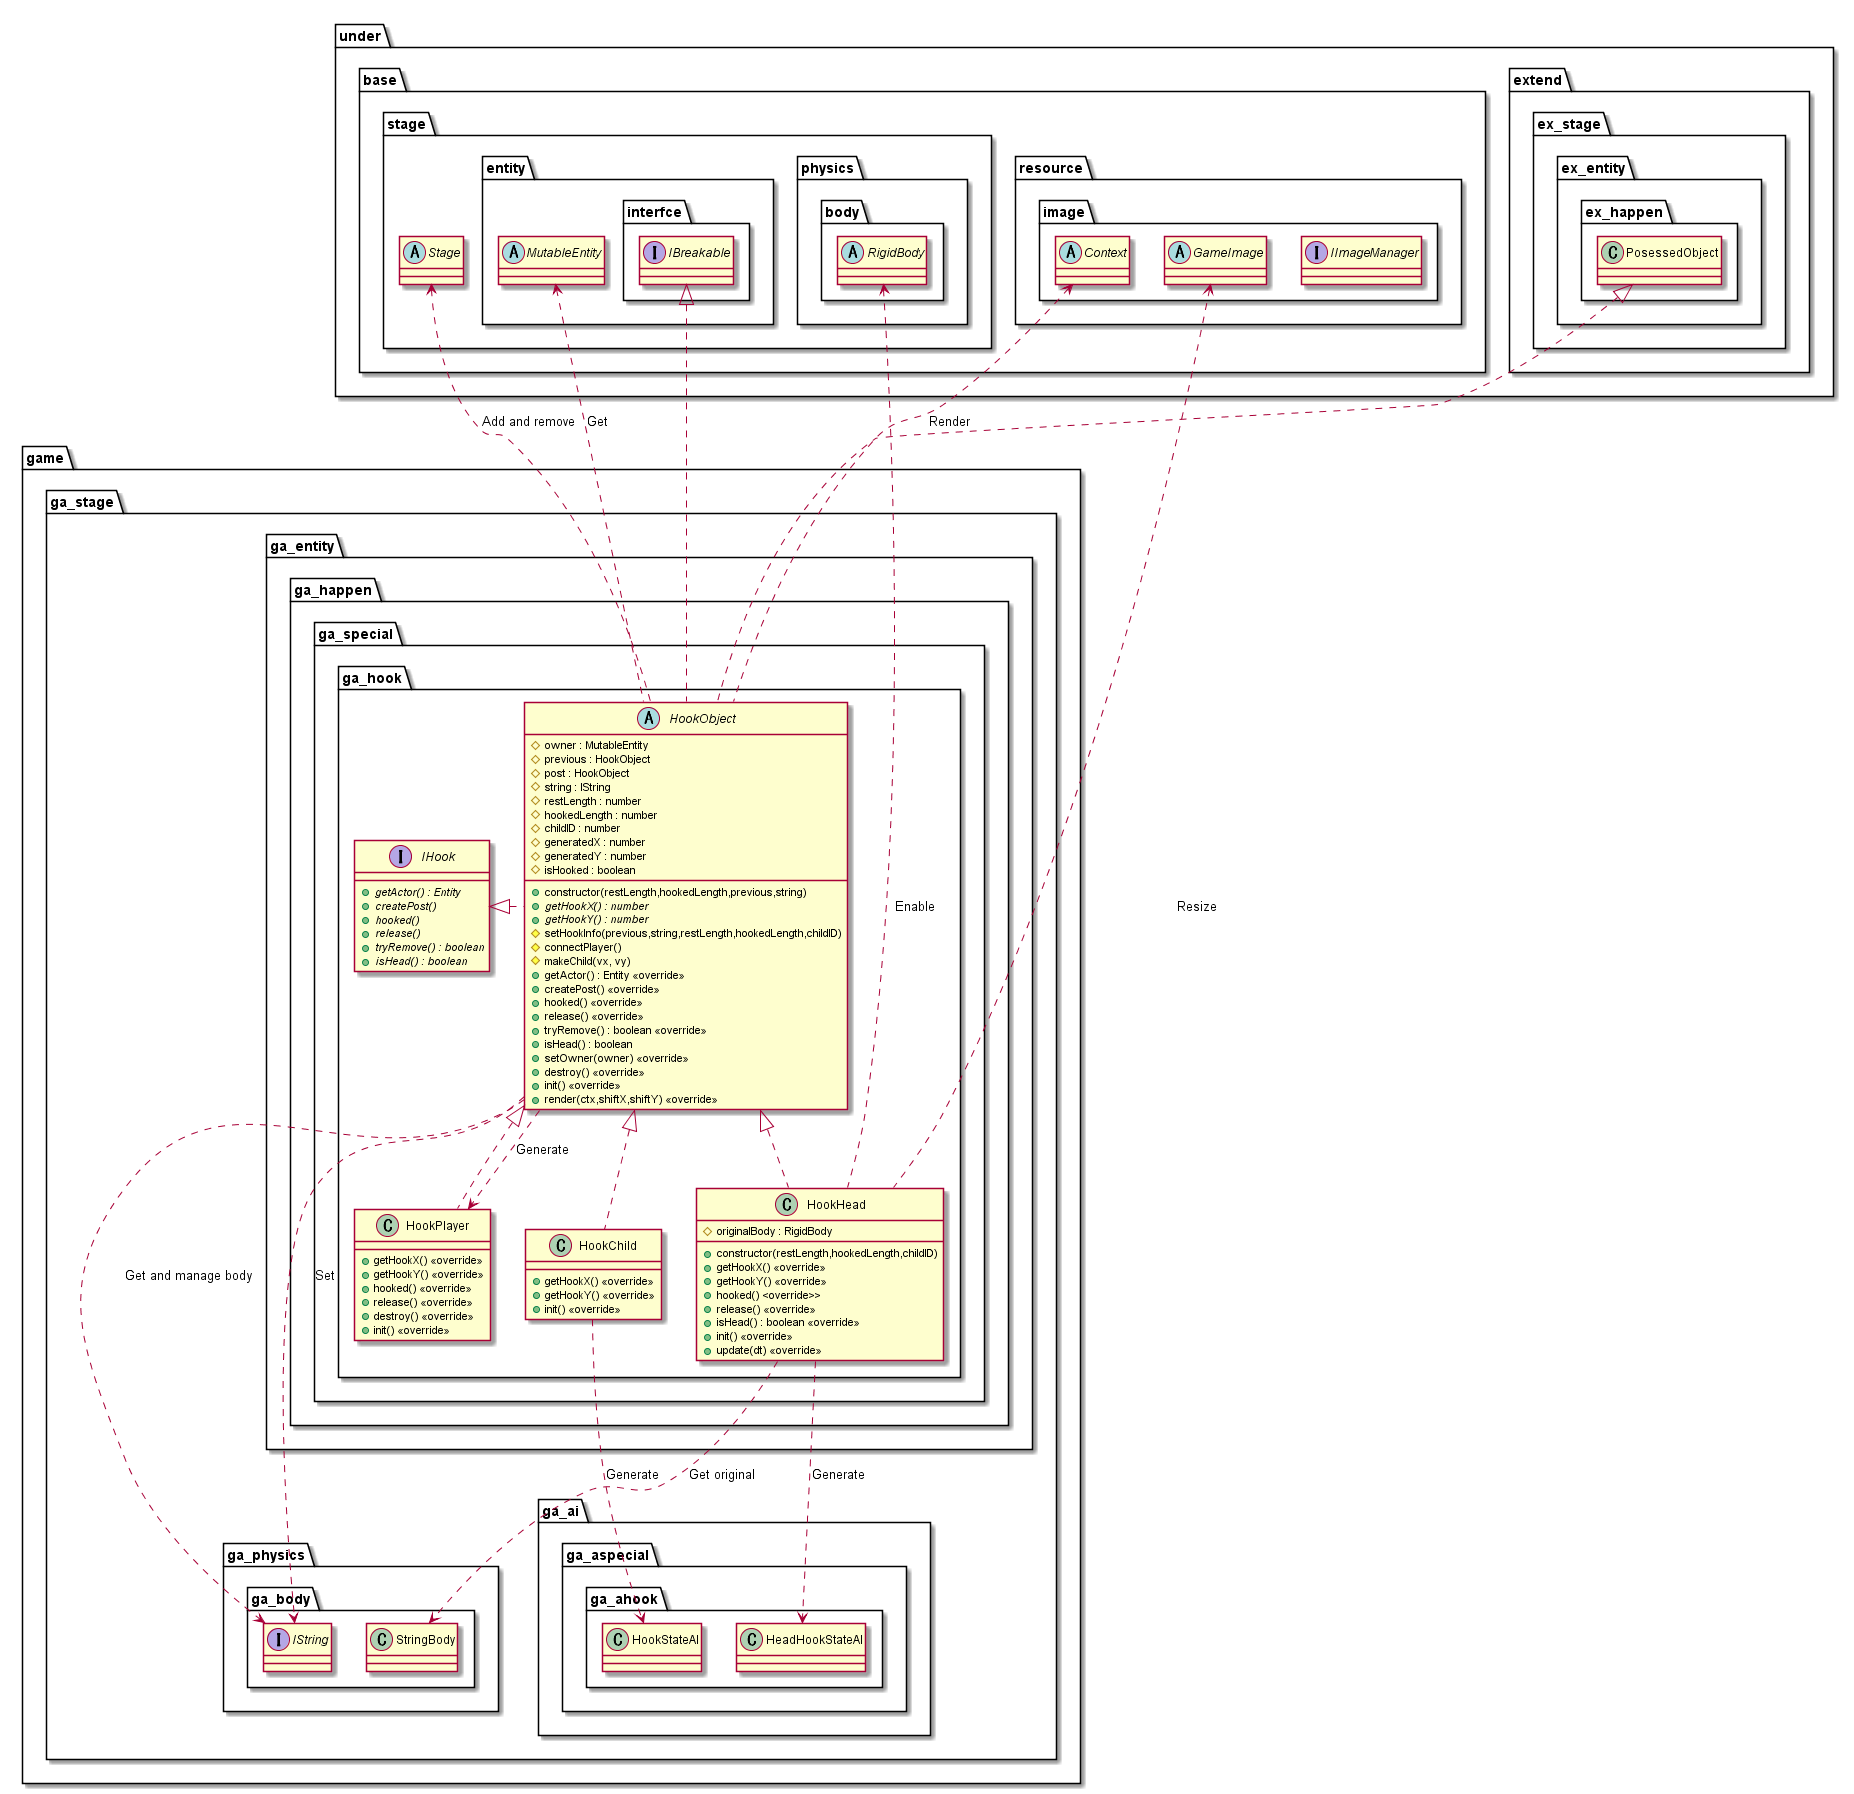 under
base
extend
stage
ex_stage
entity
physics
resource
ex_entity
interfce
body
image
ex_happen
A Stage
A MutableEntity
I IBreakable
A RigidBody
A Context
A GameImage
I IImageManager
C PosessedObject
Add and remove
Get
Render
game
ga_stage
ga_entity
ga_happen
ga_special
ga_hook
A HookObject
owner : MutableEntity
previous : HookObject
post : HookObject
string : IString
restLength : number
hookedLength : number
childID : number
generatedX : number
generatedY : number
isHooked : boolean
constructor(restLength,hookedLength,previous,string)
getHookX() : number
getHookY() : number
setHookInfo(previous,string,restLength,hookedLength,childID)
connectPlayer()
makeChild(vx, vy)
getActor() : Entity «override»
createPost() «override»
hooked() «override»
release() «override»
tryRemove() : boolean «override»
isHead() : boolean
setOwner(owner) «override»
destroy() «override»
init() «override»
render(ctx,shiftX,shiftY) «override»
I IHook
getActor() : Entity
createPost()
hooked()
release()
tryRemove() : boolean
isHead() : boolean
Enable
Resize
Generate
C HookPlayer
getHookX() «override»
getHookY() «override»
hooked() «override»
release() «override»
destroy() «override»
init() «override»
C HookChild
getHookX() «override»
getHookY() «override»
init() «override»
C HookHead
originalBody : RigidBody
constructor(restLength,hookedLength,childID)
getHookX() «override»
getHookY() «override»
hooked() <override>>
release() «override»
isHead() : boolean «override»
init() «override»
update(dt) «override»
Get and manage body
Set
Generate
Get original
Generate
ga_ai
ga_physics
ga_aspecial
ga_body
ga_ahook
I IString
C StringBody
C HookStateAI
C HeadHookStateAI